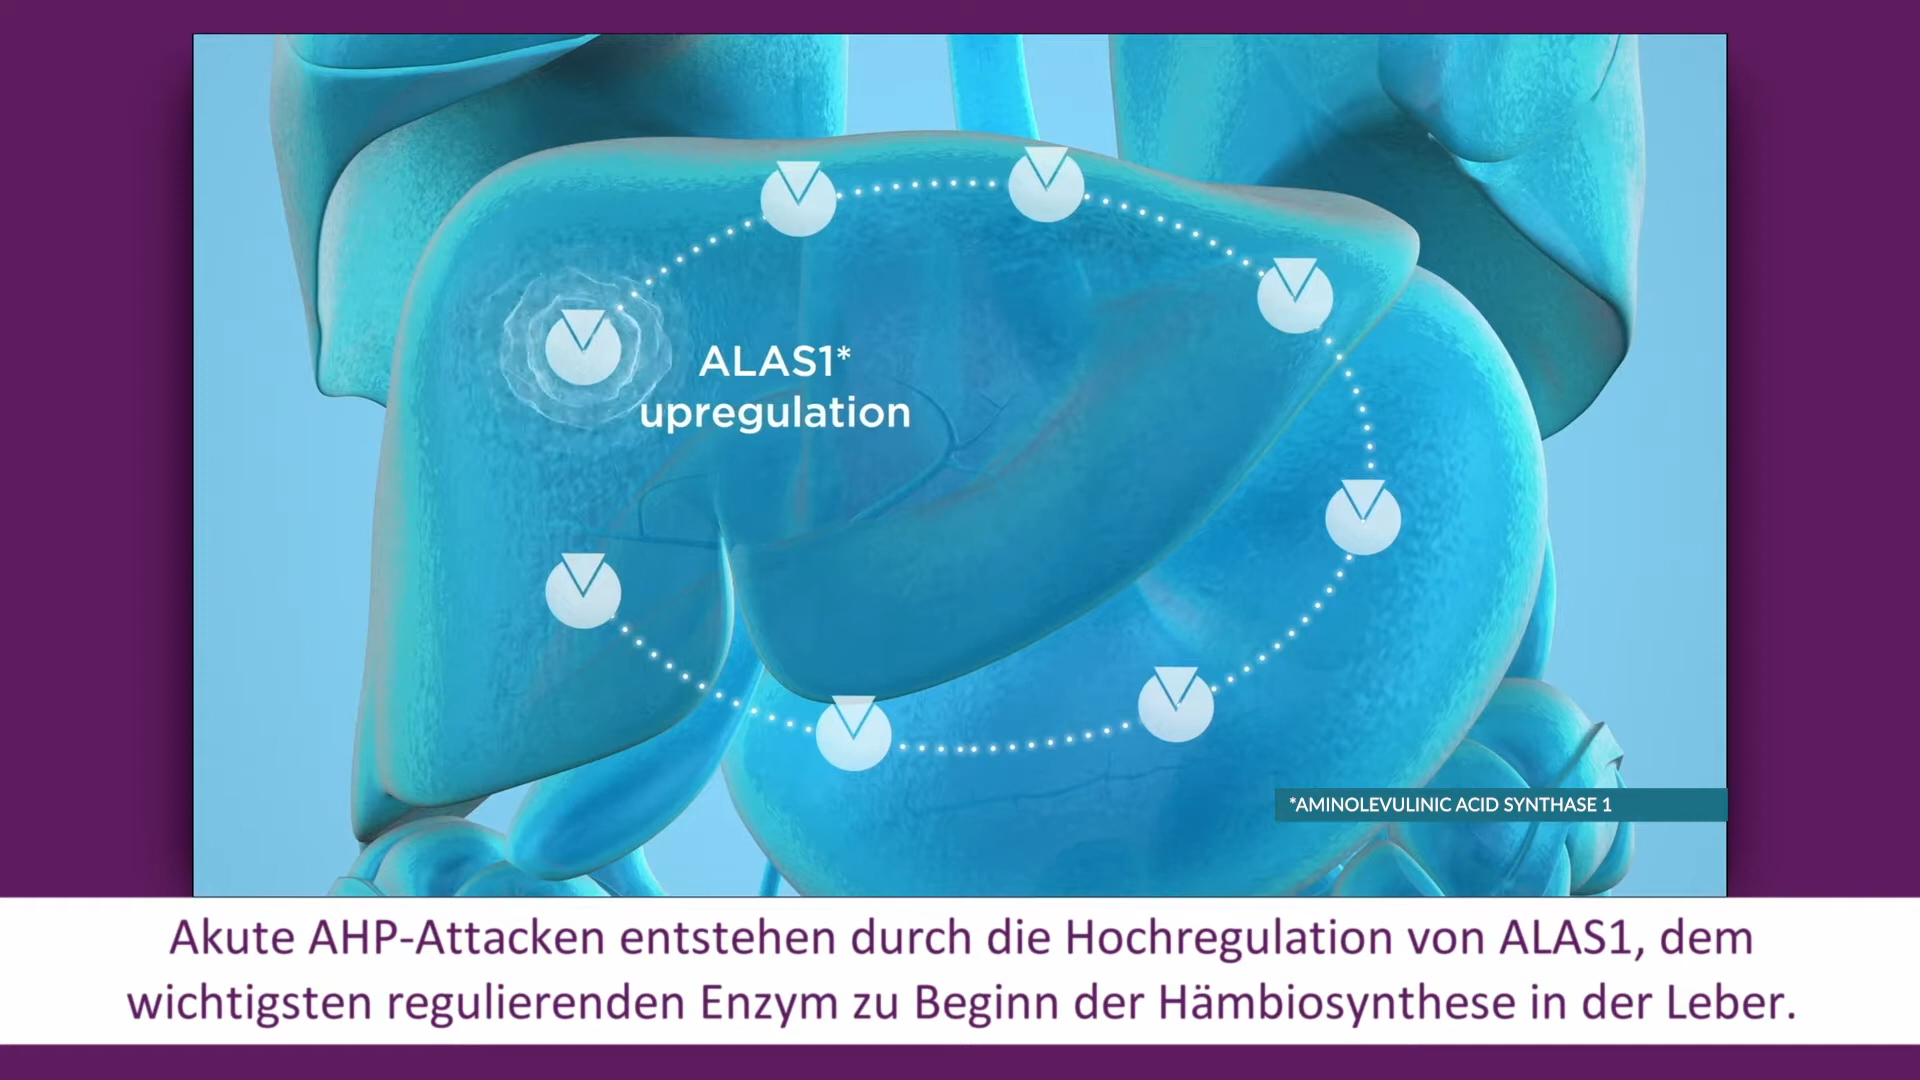 ALAS1*
upregulation
*AMINOLEVULINIC ACID SYNTHASE 1
Akute AHP-Attacken entstehen durch die Hochregulation von ALAS1, dem
wichtigsten regulierenden Enzym zu Beginn der Hämbiosynthese in der Leber.